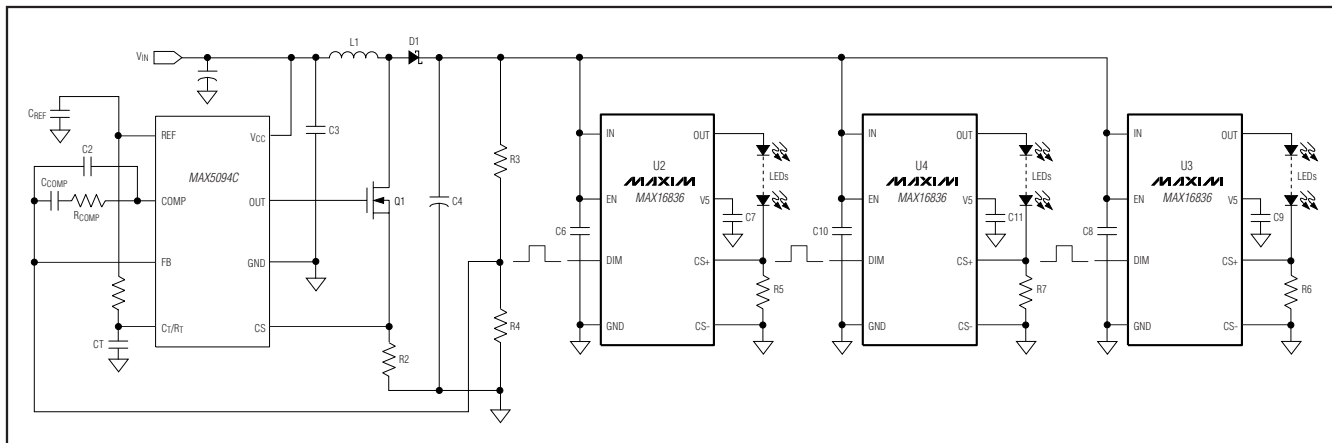 VIN
L1
D1
CREF
REF
VCC
C3
C2
CCOMP
RCOMP
MAX5094C
COMP
OUT
Q1
FB
GND
CT/RT
CS
CT
R2
C4
R3
R4
IN
OUT
U2
MAXIM
MAX16836
LEDs
EN
V5
C7
C6
DIM
CS+
R5
GND
CS-
IN
OUT
U4
MAXIM
MAX16836
LEDs
EN
V5
C11
C10
DIM
CS+
R7
GND
CS-
IN
OUT
U3
MAXIM
MAX16836
LEDs
EN
V5
C9
C8
DIM
CS+
R6
GND
CS-